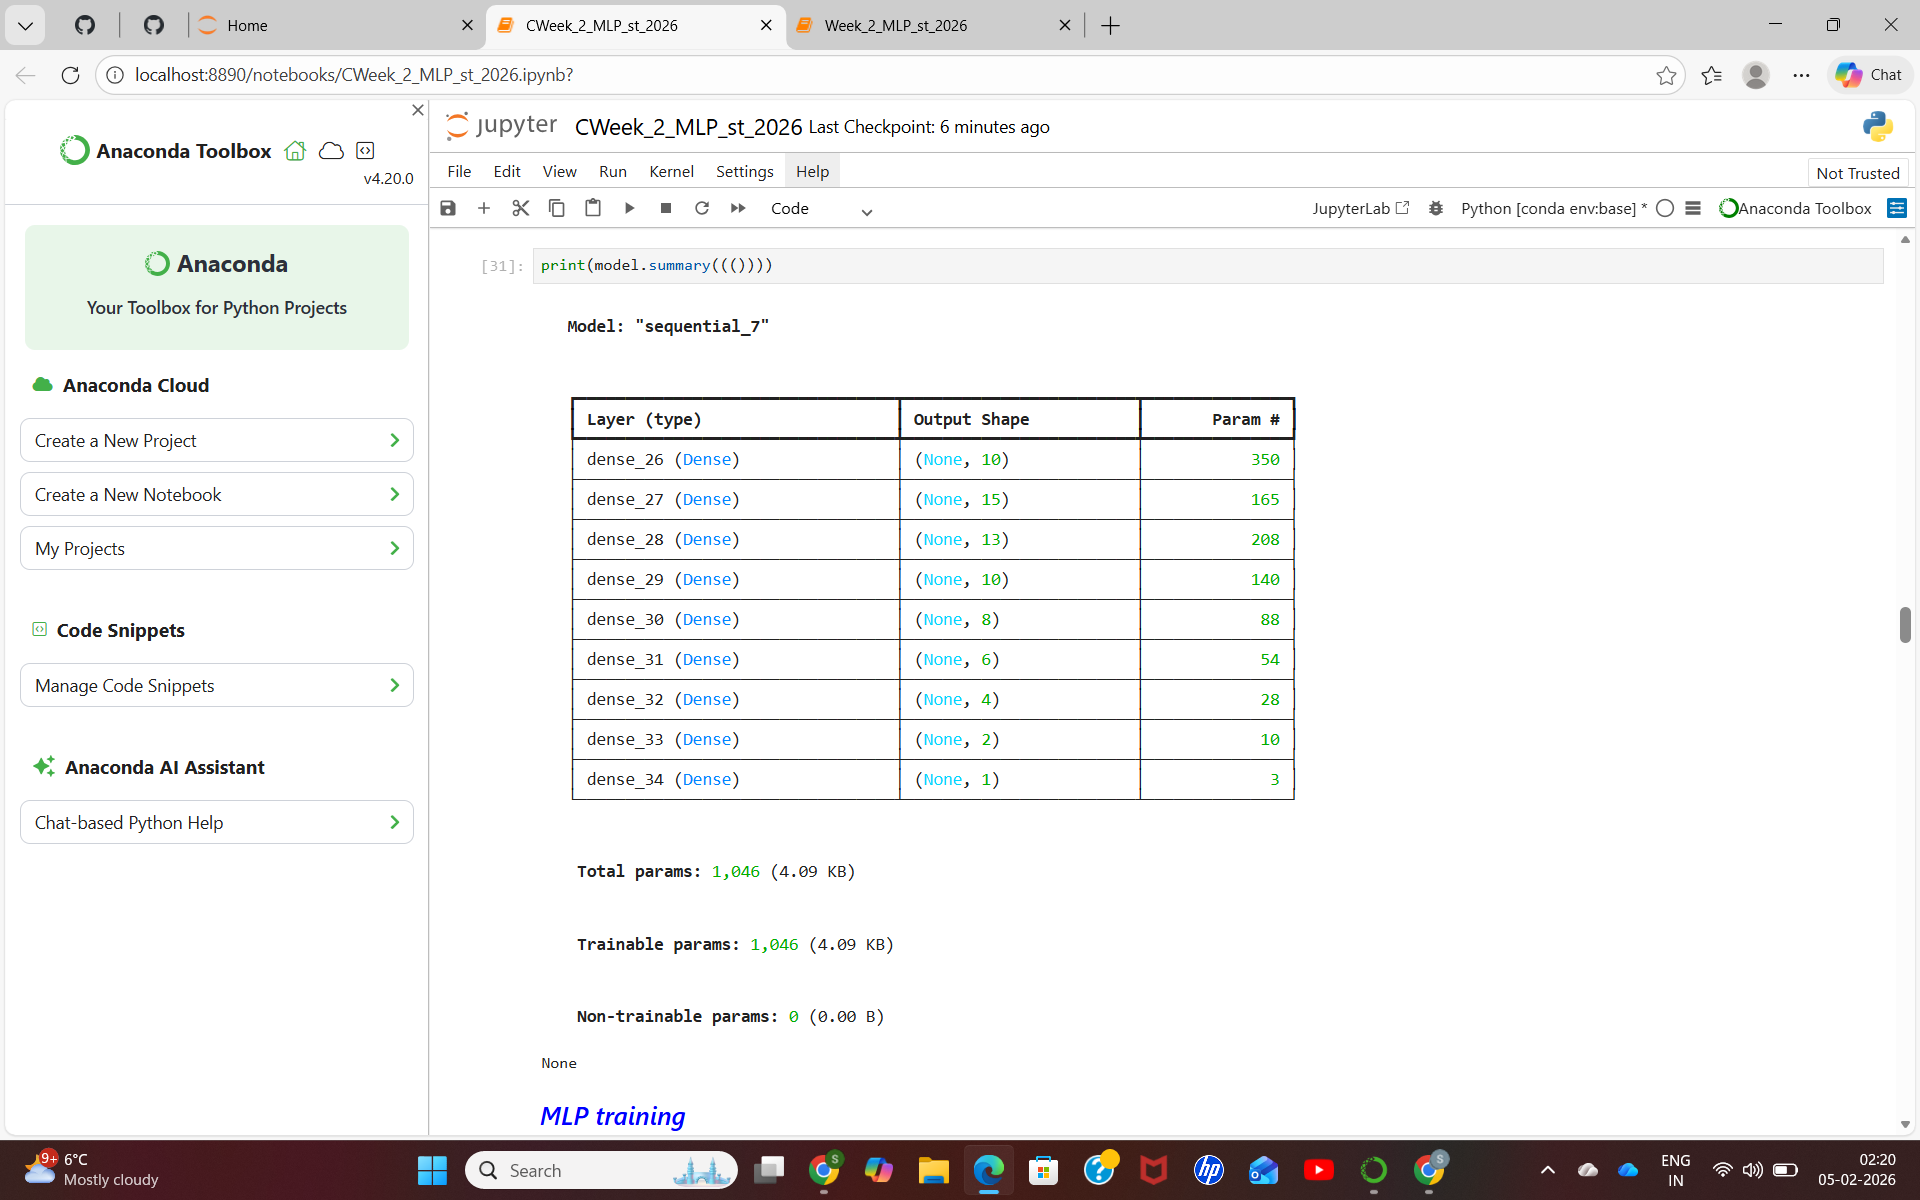 Home
CWeek_2_MLP_st_2026
Week_2_MLP_st_2026
localhost:8890/notebooks/CWeek_2_MLP_st_2026.ipynb?
Chat
Anaconda Toolbox
v4.20.0
Anaconda
Your Toolbox for Python Projects
Anaconda Cloud
Create a New Project
Create a New Notebook
My Projects
Code Snippets
Manage Code Snippets
Anaconda AI Assistant
Chat-based Python Help
jupyter CWeek_2_MLP_st_2026 Last Checkpoint: 6 minutes ago
File Edit View Run Kernel Settings Help
Not Trusted
Code
JupyterLab Python [conda env:base] * Anaconda Toolbox
[31]: print(model.summary((())))
Model: "sequential_7"
Layer (type) Output Shape Param #
dense_26 (Dense) (None, 10) 350
dense_27 (Dense) (None, 15) 165
dense_28 (Dense) (None, 13) 208
dense_29 (Dense) (None, 10) 140
dense_30 (Dense) (None, 8) 88
dense_31 (Dense) (None, 6) 54
dense_32 (Dense) (None, 4) 28
dense_33 (Dense) (None, 2) 10
dense_34 (Dense) (None, 1) 3
Total params: 1,046 (4.09 KB)
Trainable params: 1,046 (4.09 KB)
Non-trainable params: 0 (0.00 B)
None
MLP training
9+
6°C
Mostly cloudy
Search
S
hp
S
ENG
IN
02:20
05-02-2026